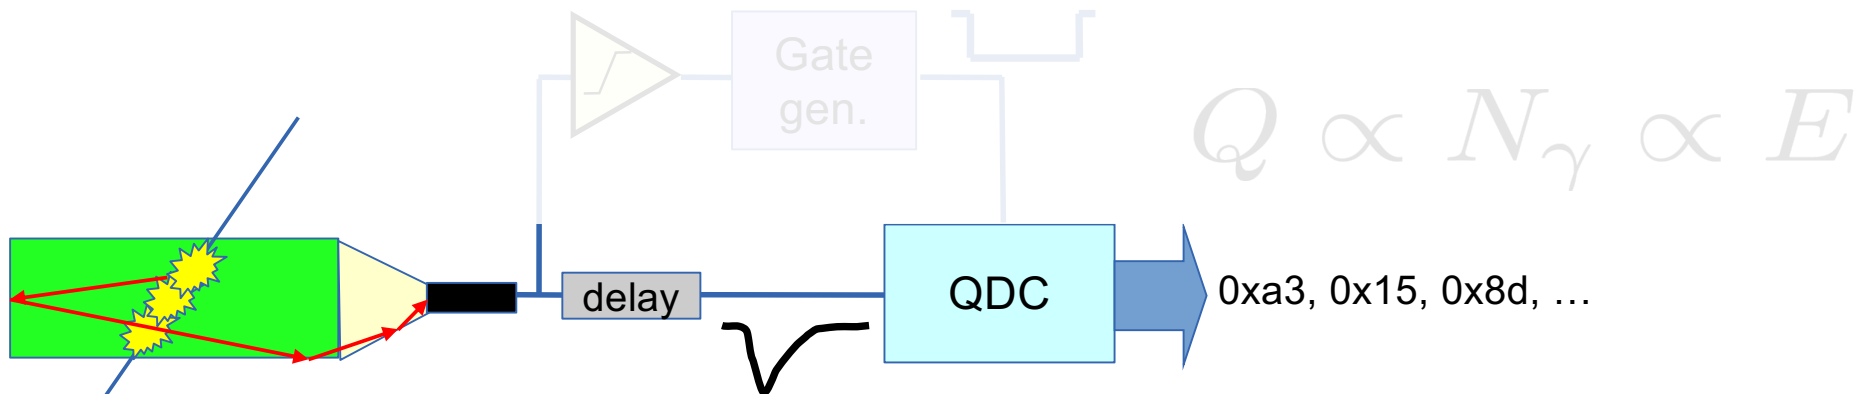 Gate
gen.
Q ∝ N_γ ∝ E
delay
QDC
0xa3, 0x15, 0x8d, …